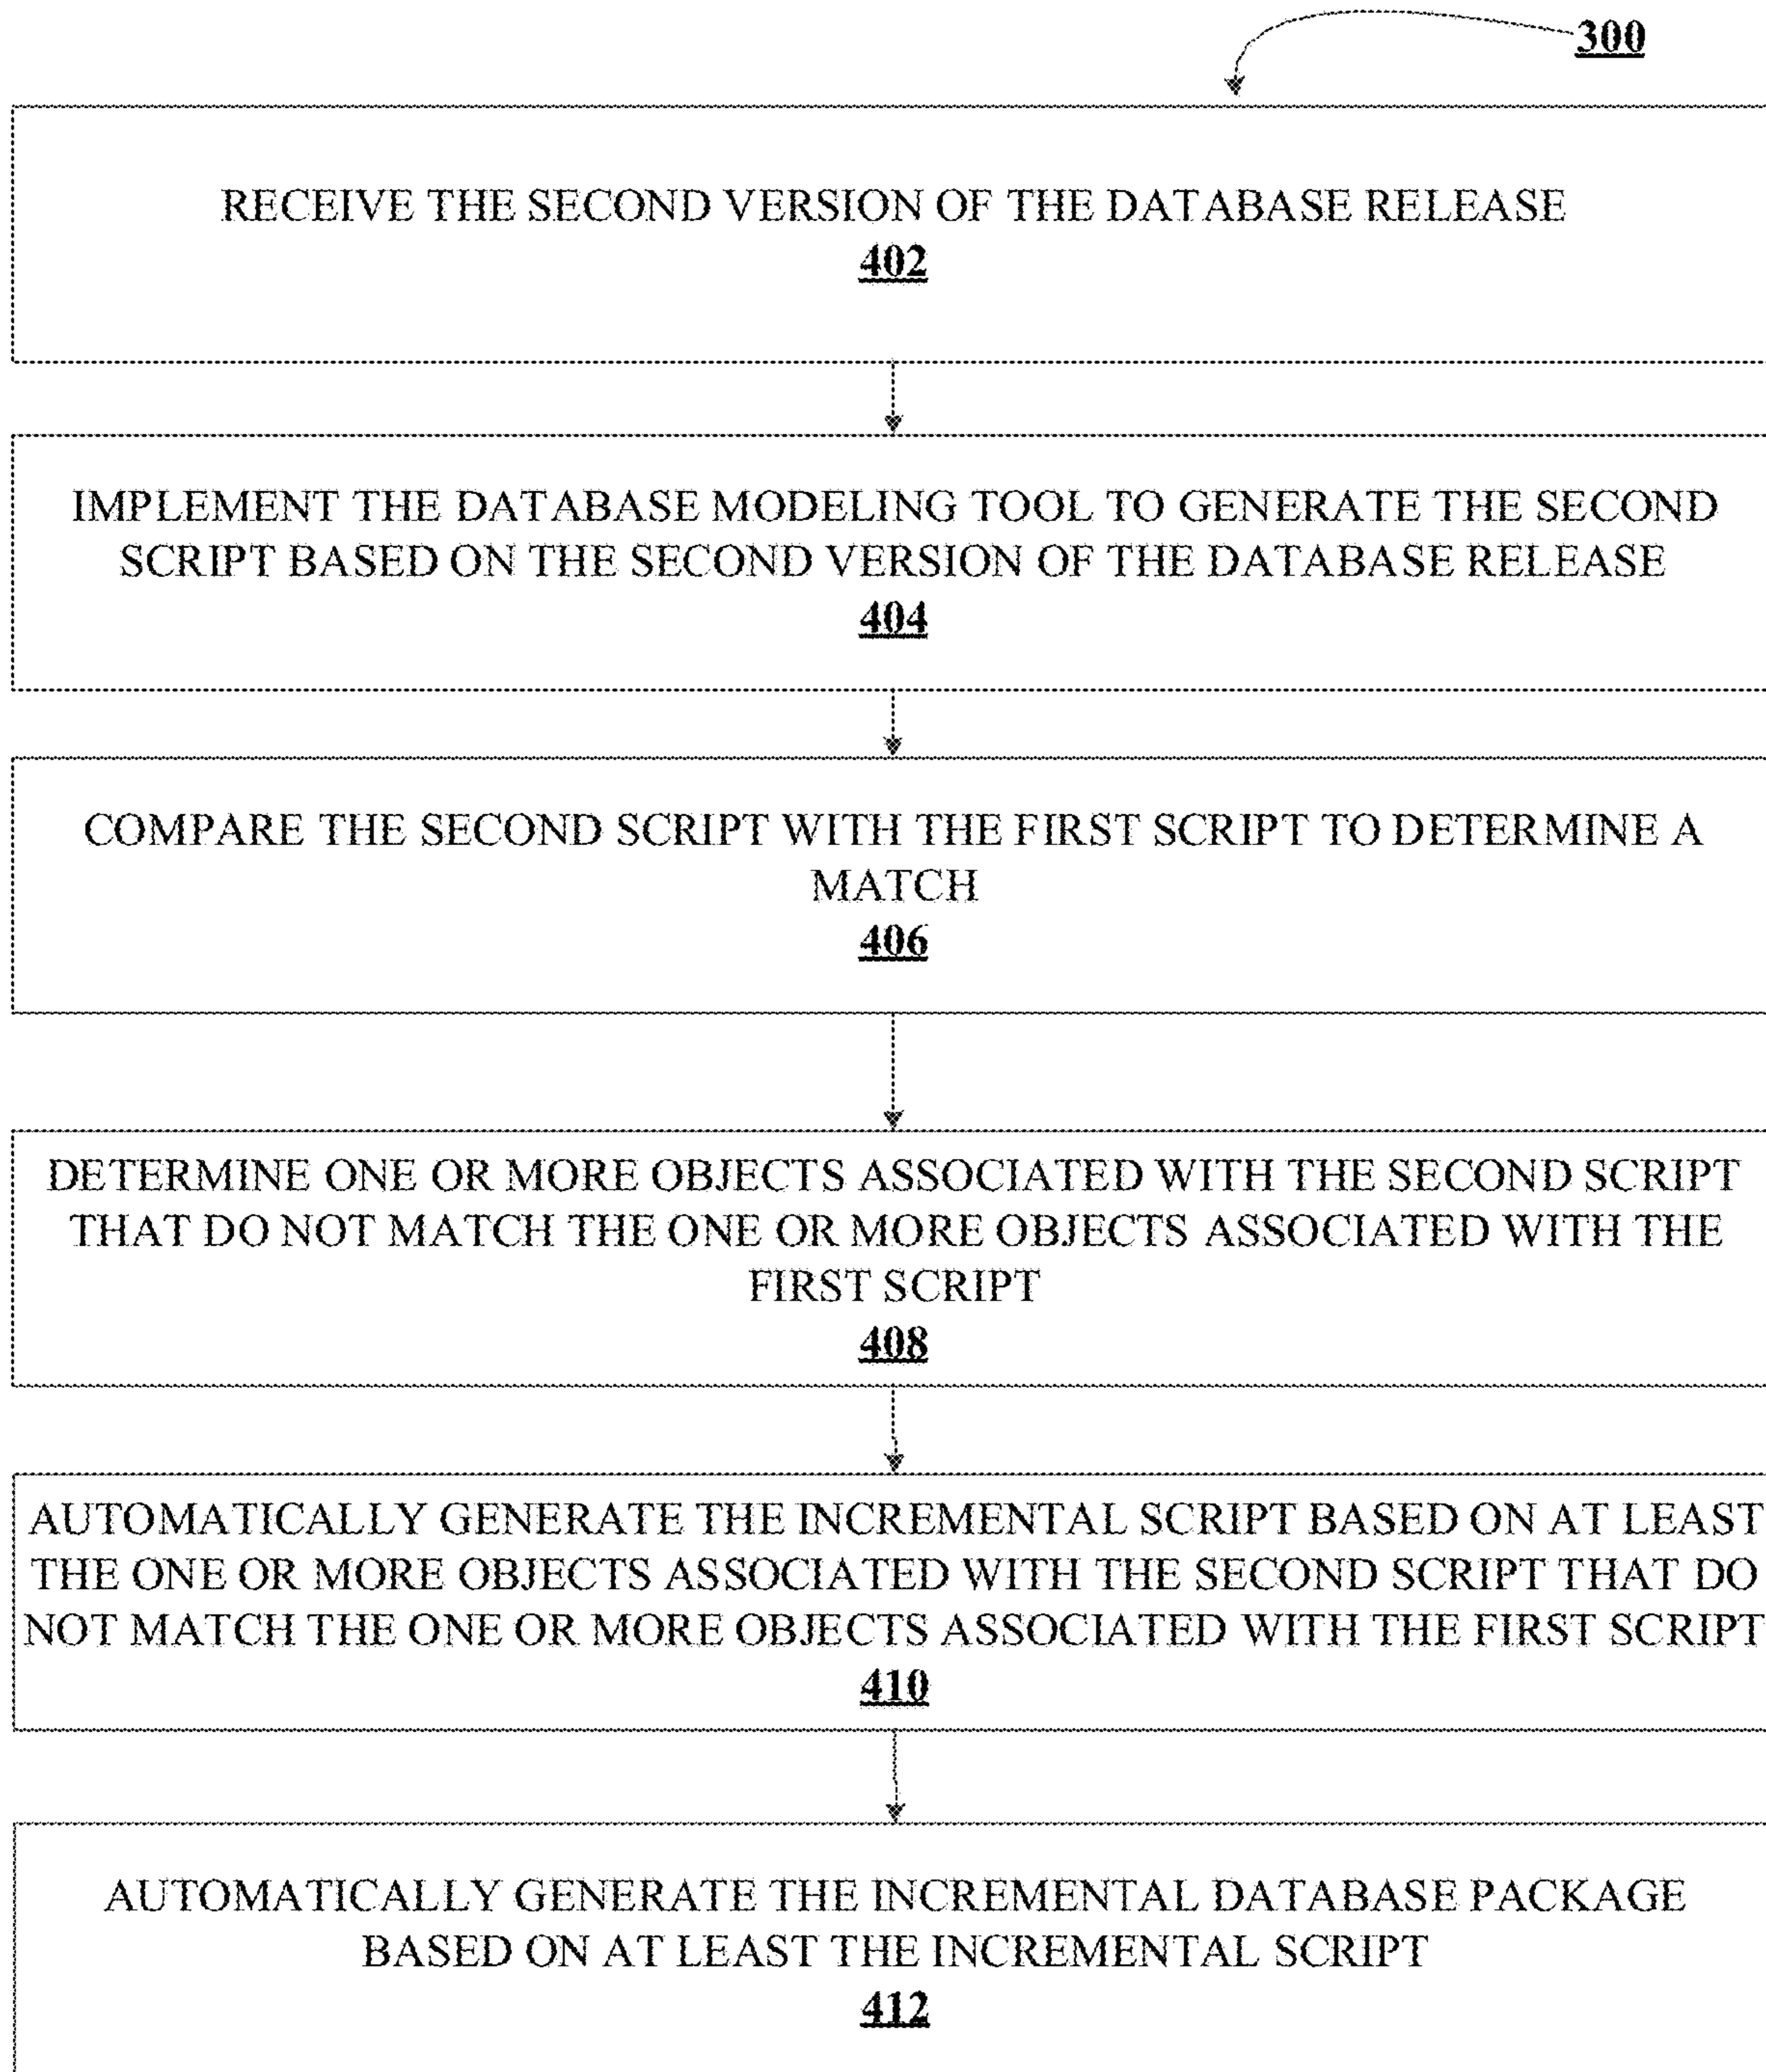 300
RECEIVE THE SECOND VERSION OF THE DATABASE RELEASE
402
IMPLEMENT THE DATABASE MODELING TOOL TO GENERATE THE SECOND
SCRIPT BASED ON THE SECOND VERSION OF THE DATABASE RELEASE
404
COMPARE THE SECOND SCRIPT WITH THE FIRST SCRIPT TO DETERMINE A
MATCH
406
DETERMINE ONE OR MORE OBJECTS ASSOCIATED WITH THE SECOND SCRIPT
THAT DO NOT MATCH THE ONE OR MORE OBJECTS ASSOCIATED WITH THE
FIRST SCRIPT
408
AUTOMATICALLY GENERATE THE INCREMENTAL SCRIPT BASED ON AT LEAST
THE ONE OR MORE OBJECTS ASSOCIATED WITH THE SECOND SCRIPT THAT DO
NOT MATCH THE ONE OR MORE OBJECTS ASSOCIATED WITH THE FIRST SCRIPT
410
AUTOMATICALLY GENERATE THE INCREMENTAL DATABASE PACKAGE
BASED ON AT LEAST THE INCREMENTAL SCRIPT
412